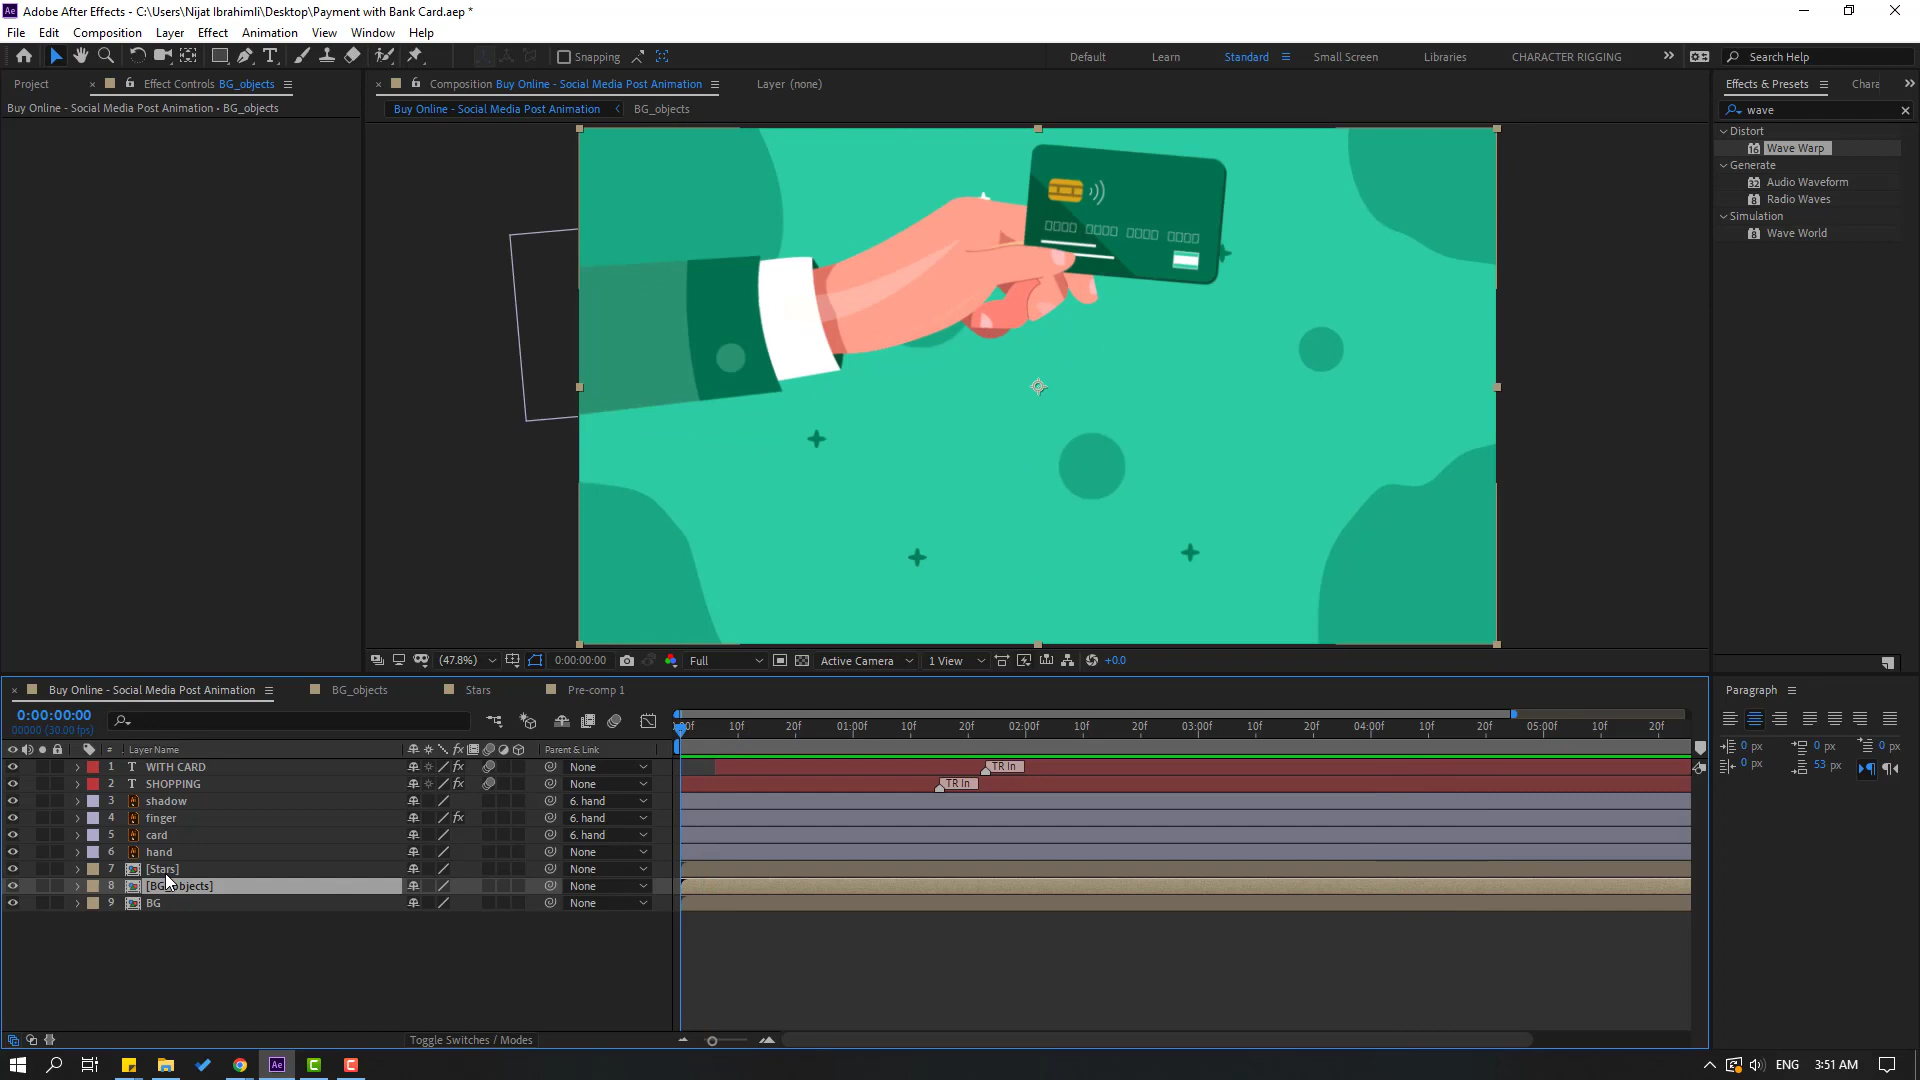 Adobe After Effects - C:\Users\Nijat Ibrahimli\Desktop\Payment with Bank Card.aep *
File Edit Composition Layer Effect Animation View Window Help
Snapping
Default Learn Standard Small Screen Libraries CHARACTER RIGGING Search Help
Project Effect Controls BG_objects
Composition Buy Online - Social Media Post Animation Layer (none)
Effects & Presets Chara
Buy Online - Social Media Post Animation • BG_objects
Buy Online - Social Media Post Animation BG_objects
wave
Distort
Wave Warp
Generate
Audio Waveform
Radio Waves
Simulation
Wave World
(47.8%) 0:00:00:00 Full Active Camera 1 View +0.0
Buy Online - Social Media Post Animation BG_objects Stars Pre-comp 1
Paragraph
0:00:00:00
00000 (30.00 fps)
10f 20f 01:00f 10f 20f 02:00f 10f 20f 03:00f 10f 20f 04:00f 10f 20f 05:00f 10f 20f
# Layer Name Parent & Link
1 T WITH CARD fx None TR In
2 T SHOPPING fx None TR In
3 shadow 6. hand
4 finger fx 6. hand
5 card 6. hand
6 hand None
7 [Stars] None
8 [BG_objects] None
9 BG None
0 px 0 px 0 px
0 px 53 px
Toggle Switches / Modes
ENG 3:51 AM